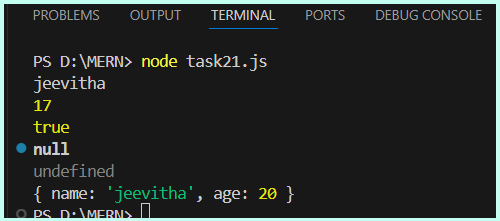 PROBLEMS OUTPUT TERMINAL PORTS DEBUG CONSOLE
PS D:\MERN> node task21.js
jeevitha
17
true
null
undefined
{ name: 'jeevitha', age: 20 }
PS D:\MERN>